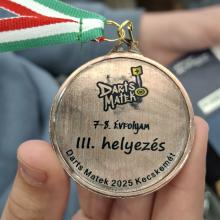 DARTS
MATEK
7-8. ÉVFOLYAM
III. helyezés
Darts Matek 2025 Kecskemét